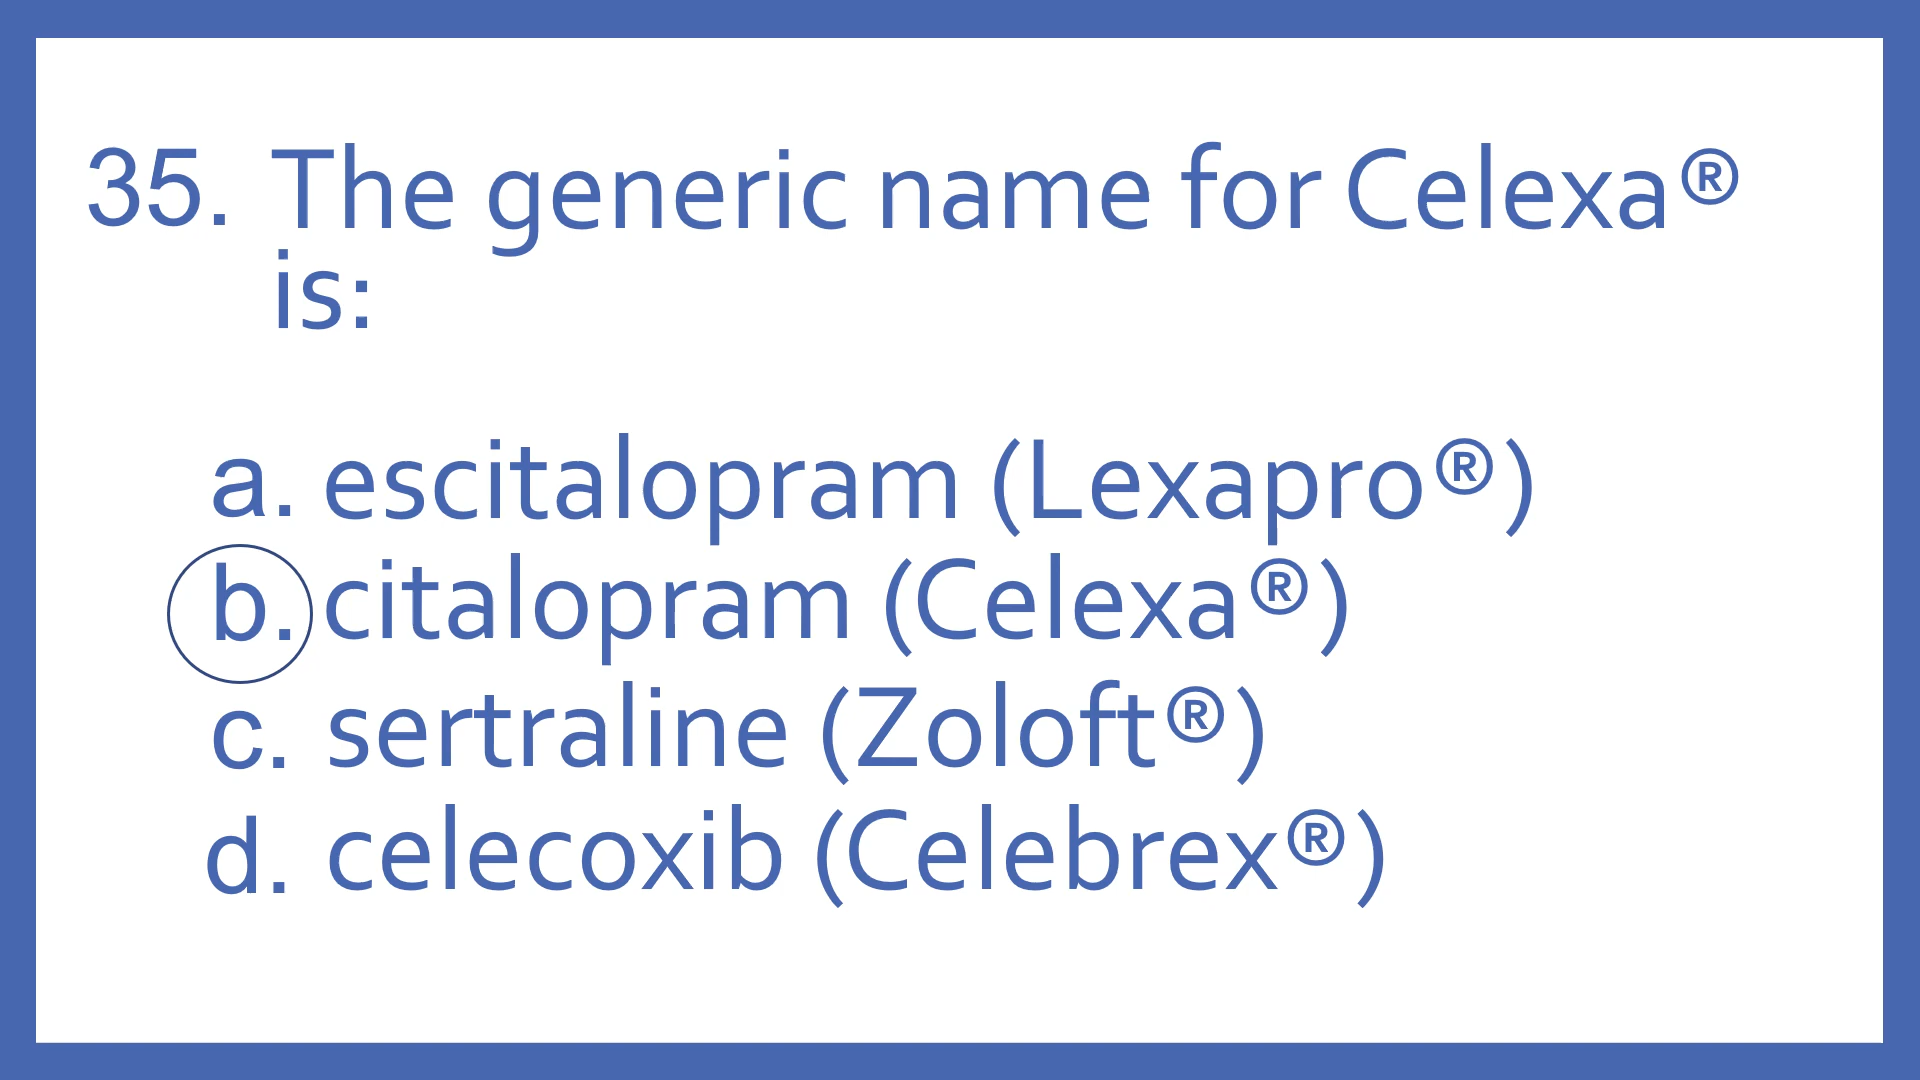 35. The generic name for Celexa®
is:
a. escitalopram (Lexapro®)
b. citalopram (Celexa®)
c. sertraline (Zoloft®)
d. celecoxib (Celebrex®)